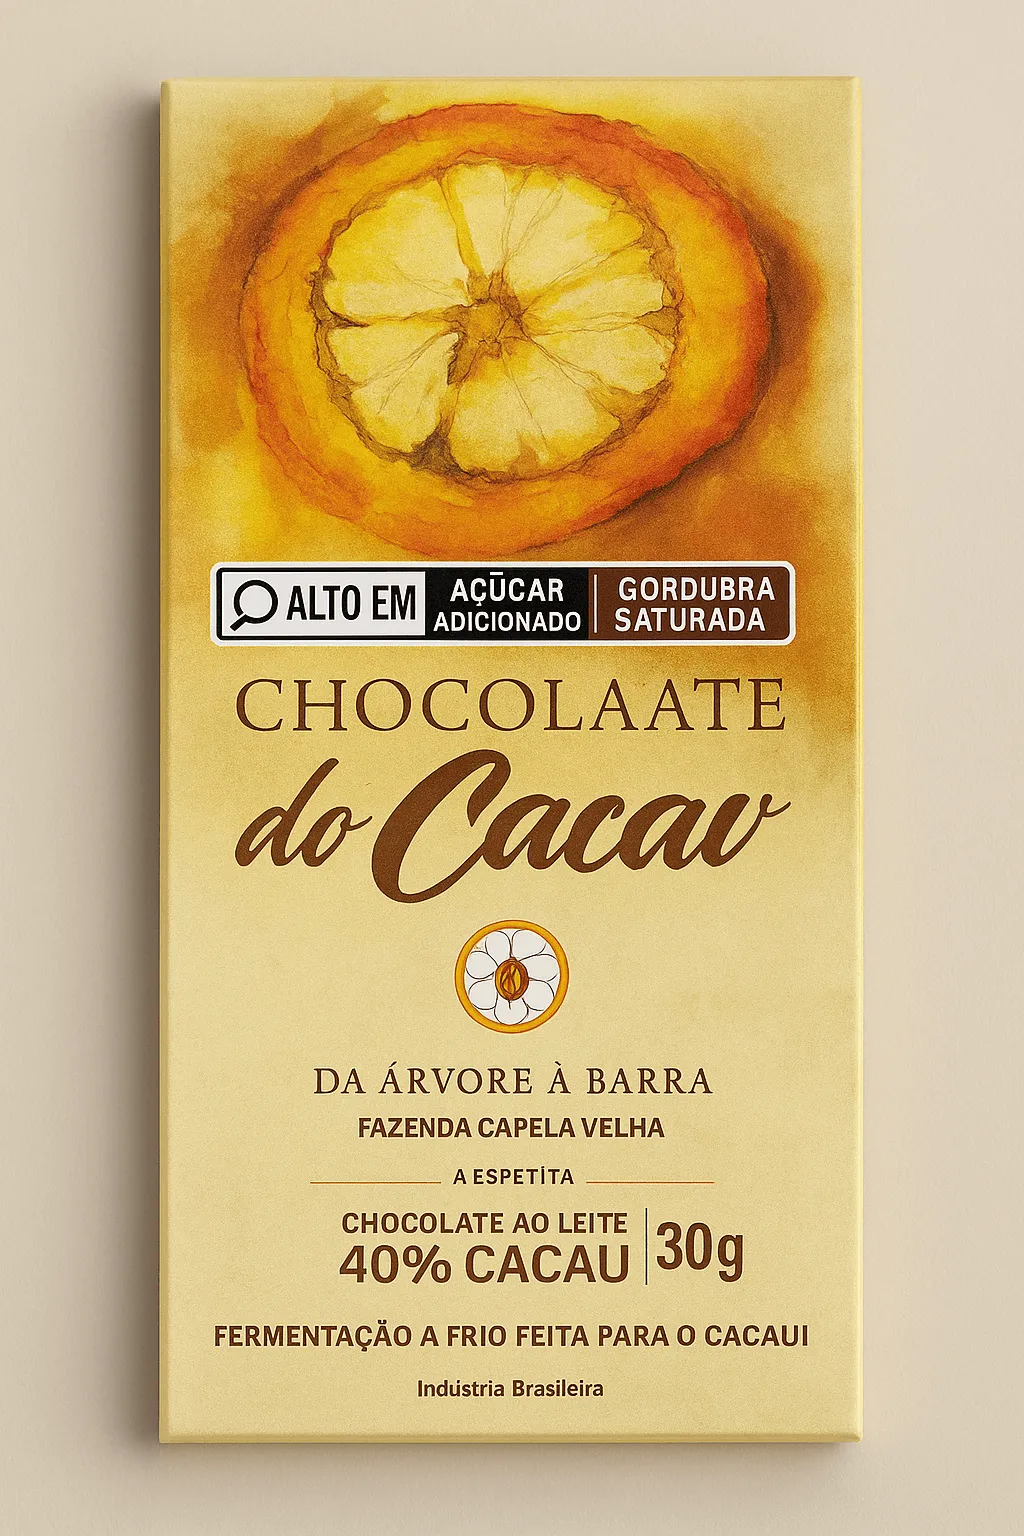 ALTO EM
AÇŪCAR
ADICIONADO
GORDUBRA
SATURADA
CHOCOLAATE
do Cacav
DA ÁRVORE À BARRA
FAZENDA CAPELA VELHA
A ESPETÍTA
CHOCOLATE AO LEITE
40% CACAU
30g
FERMENTAÇÃO A FRIO FEITA PARA O CACAUI
Indústria Brasileira